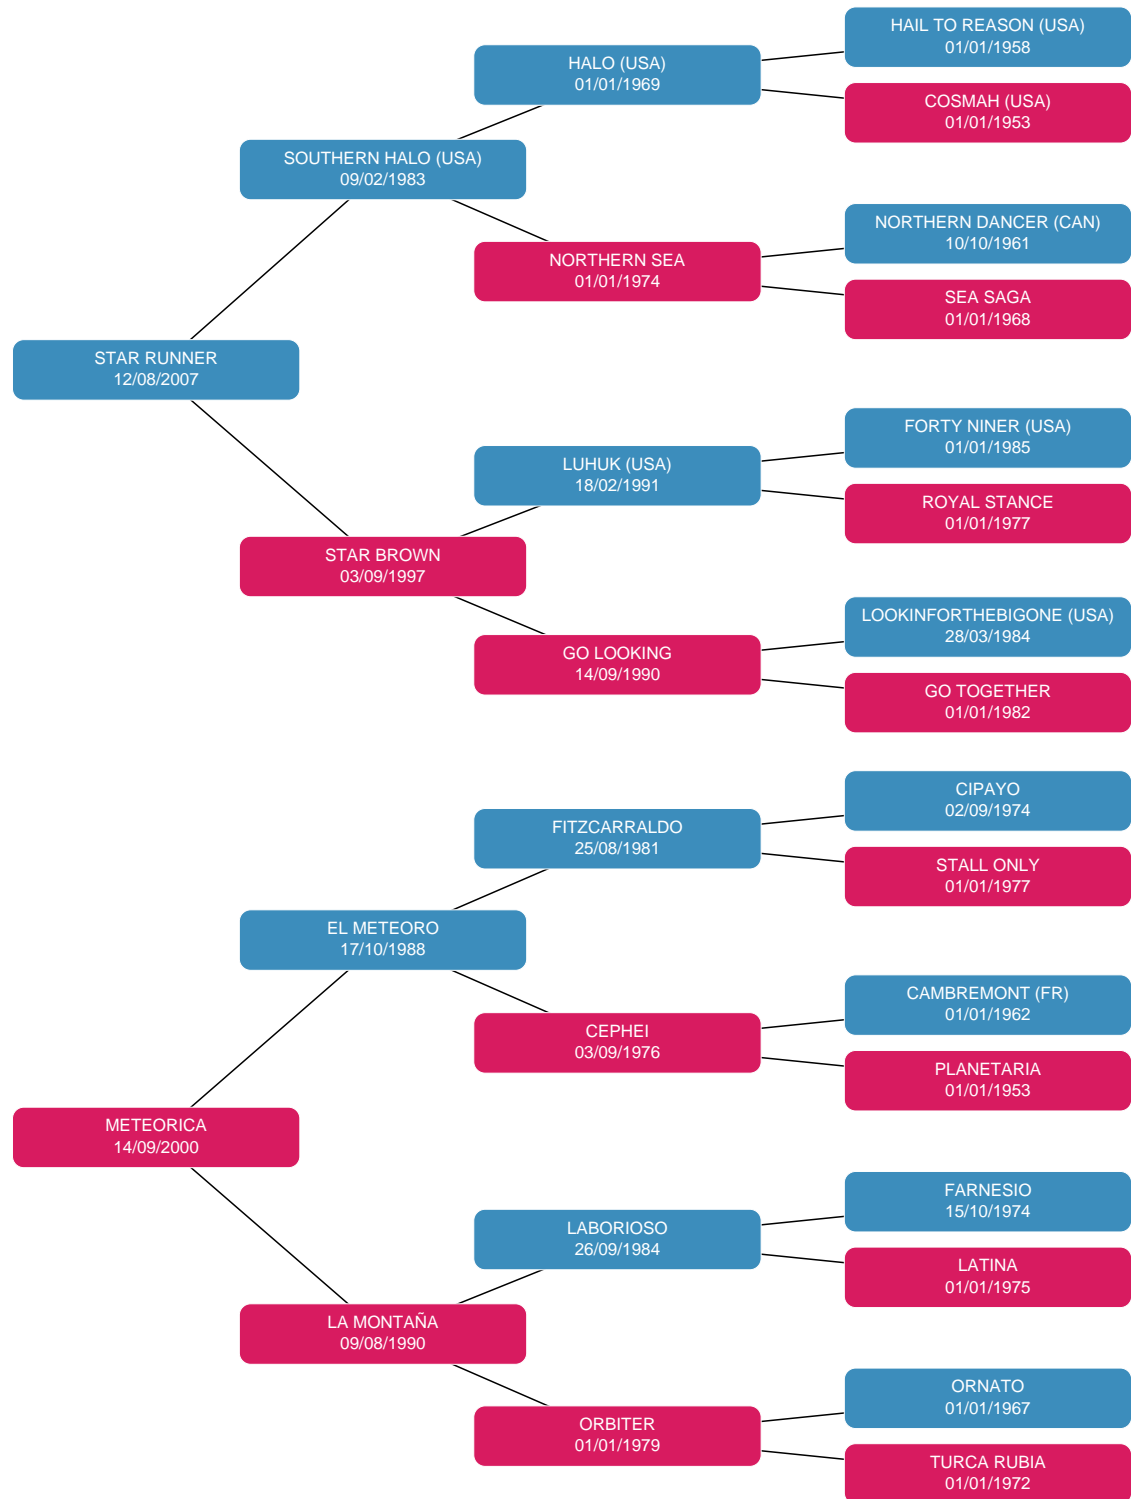 HAIL TO REASON (USA)
01/01/1958
HALO (USA)
01/01/1969
COSMAH (USA)
01/01/1953
SOUTHERN HALO (USA)
09/02/1983
NORTHERN DANCER (CAN)
10/10/1961
NORTHERN SEA
01/01/1974
SEA SAGA
01/01/1968
STAR RUNNER
12/08/2007
FORTY NINER (USA)
01/01/1985
LUHUK (USA)
18/02/1991
ROYAL STANCE
01/01/1977
STAR BROWN
03/09/1997
LOOKINFORTHEBIGONE (USA)
28/03/1984
GO LOOKING
14/09/1990
GO TOGETHER
01/01/1982
CIPAYO
02/09/1974
FITZCARRALDO
25/08/1981
STALL ONLY
01/01/1977
EL METEORO
17/10/1988
CAMBREMONT (FR)
01/01/1962
CEPHEI
03/09/1976
PLANETARIA
01/01/1953
METEORICA
14/09/2000
FARNESIO
15/10/1974
LABORIOSO
26/09/1984
LATINA
01/01/1975
LA MONTAÑA
09/08/1990
ORNATO
01/01/1967
ORBITER
01/01/1979
TURCA RUBIA
01/01/1972